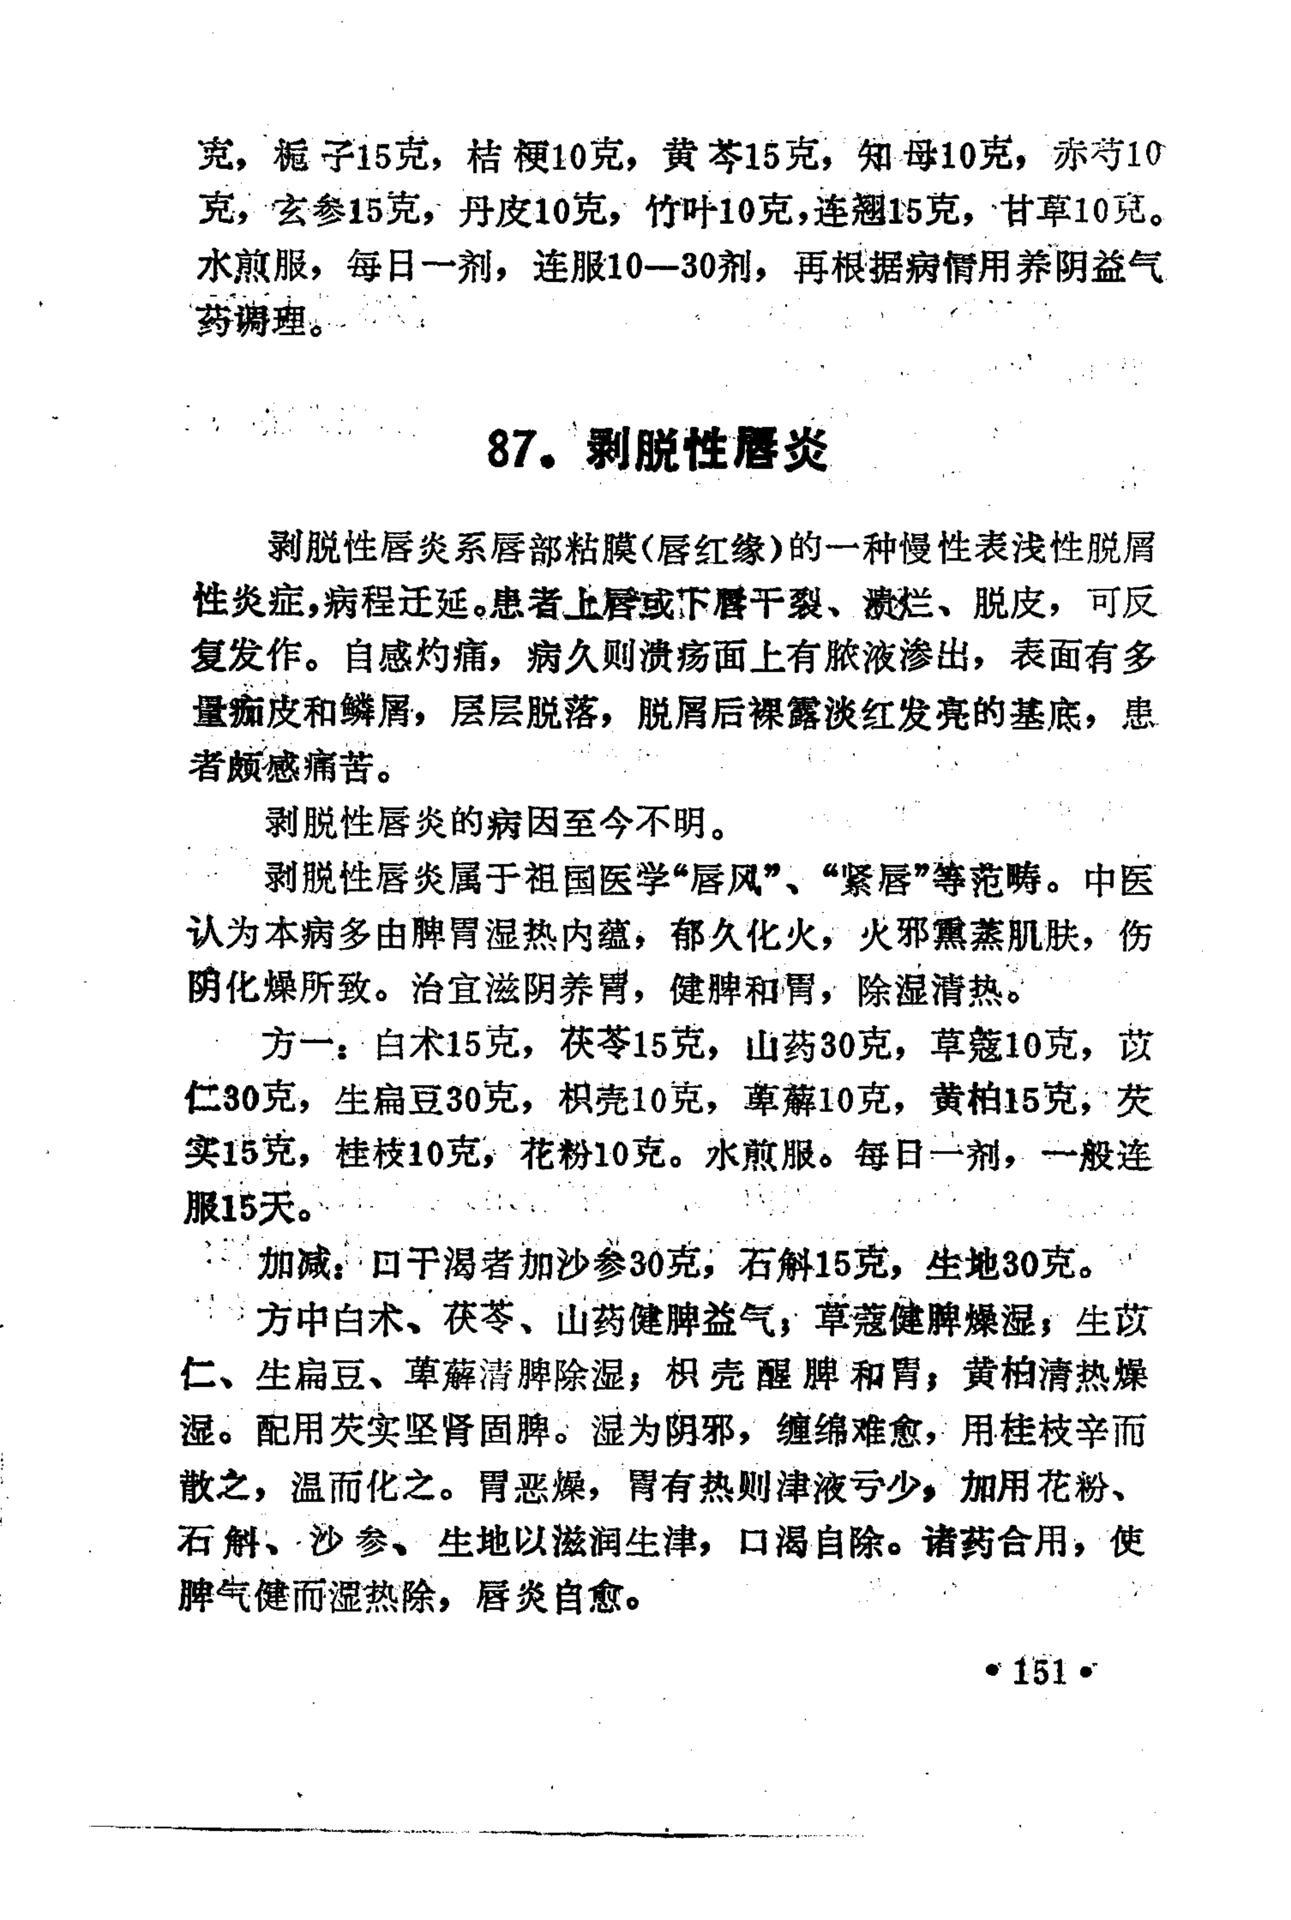 克，栀子15克，桔梗10克，黄芩15克，知母10克，赤芍10
克，玄参15克，丹皮10克，竹叶10克，连翘15克，甘草10克。
水煎服，每日一剂，连服10—30剂，再根据病情用养阴益气
药调理。
87。剥脱性唇炎
剥脱性唇炎系唇部粘膜（唇红缘）的一种慢性表浅性脱屑
性炎症，病程迁延。患者上唇或下唇干裂、溃烂、脱皮，可反
复发作。自感灼痛，病久则溃疡面上有脓液渗出，表面有多
量痂皮和鳞屑，层层脱落，脱屑后裸露淡红发亮的基底，患
者颇感痛苦。
剥脱性唇炎的病因至今不明。
剥脱性唇炎属于祖国医学“唇风”、“紧唇”等范畴。中医
认为本病多由脾胃湿热内蕴，郁久化火，火邪熏蒸肌肤，伤
阴化燥所致。治宜滋阴养胃，健脾和胃，除湿清热。
方一：白术15克，茯苓15克，山药30克，草蔻10克，苡
仁30克，生扁豆30克，枳壳10克，萆薢10克，黄柏15克，芡
实15克，桂枝10克，花粉10克。水煎服。每日一剂，一般连
服15天。
加减：口干渴者加沙参30克，石斛15克，生地30克。
方中白术、茯苓、山药健脾益气；草蔻健脾燥湿；生苡
仁、生扁豆、萆薢清脾除湿；枳壳醒脾和胃；黄柏清热燥
湿。配用芡实坚肾固脾。湿为阴邪，缠绵难愈，用桂枝辛而
散之，温而化之。胃恶燥，胃有热则津液亏少，加用花粉、
石斛、沙参、生地以滋润生津，口渴自除。诸药合用，使
脾气健而湿热除，唇炎自愈。
•151•